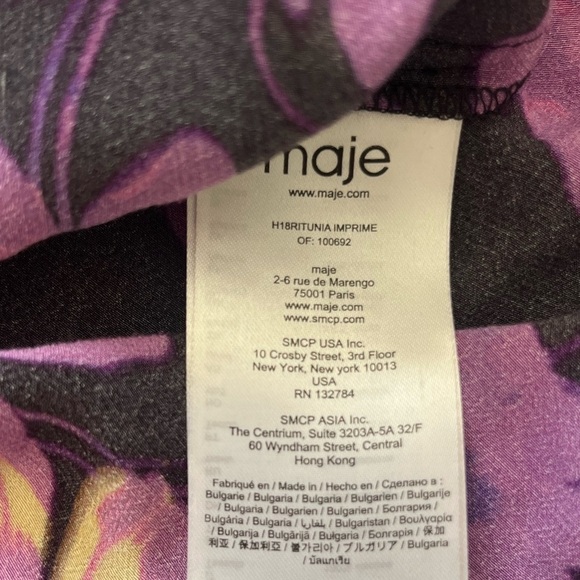 maje
www.maje.com
H18RITUNIA IMPRIME
OF: 100692
maje
2-6 rue de Marengo
75001 Paris
www.maje.com
www.smcp.com
SMCP USA Inc.
10 Crosby Street, 3rd Floor
New York, New york 10013
USA
RN 132784
SMCP ASIA Inc.
The Centrium, Suite 3203A-5A 32/F
60 Wyndham Street, Central
Hong Kong
Fabriqué en / Made in / Hecho en / Сделано в :
Bulgarie / Bulgaria / Bulgaria / Bulgarien / Bulgarije
/ Bulgaria / Bulgarien / Bulgarien / Болгария /
Bulgária / Bulgaria / بلغاريا / Bulgaristan / Βουλγαρία
/ Bulgarija / Bulgārijā / Bułgaria / Болгарія / 保加
利亚 / 保加利亞 / 불가리아 / ブルガリア / Bulgaria
/ บัลแกเรีย